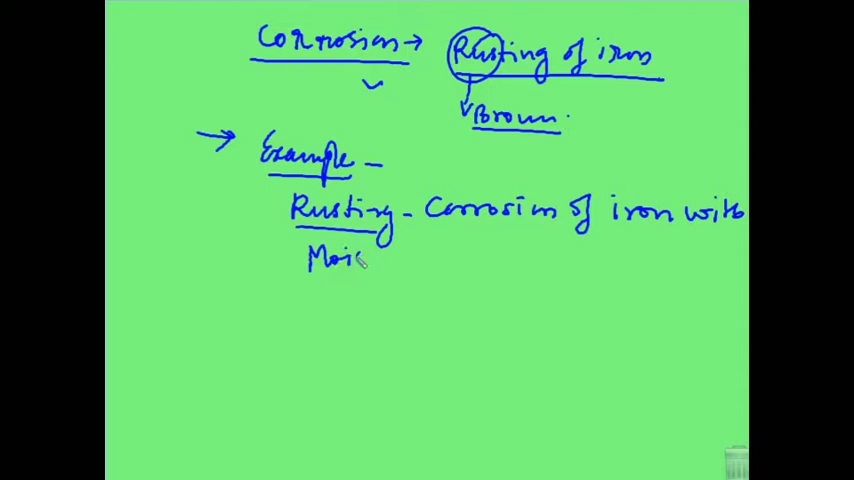 Corrosion → Rusting of iron
Brown.
→ Example -
Rusting - Corrosion of iron with
Mois